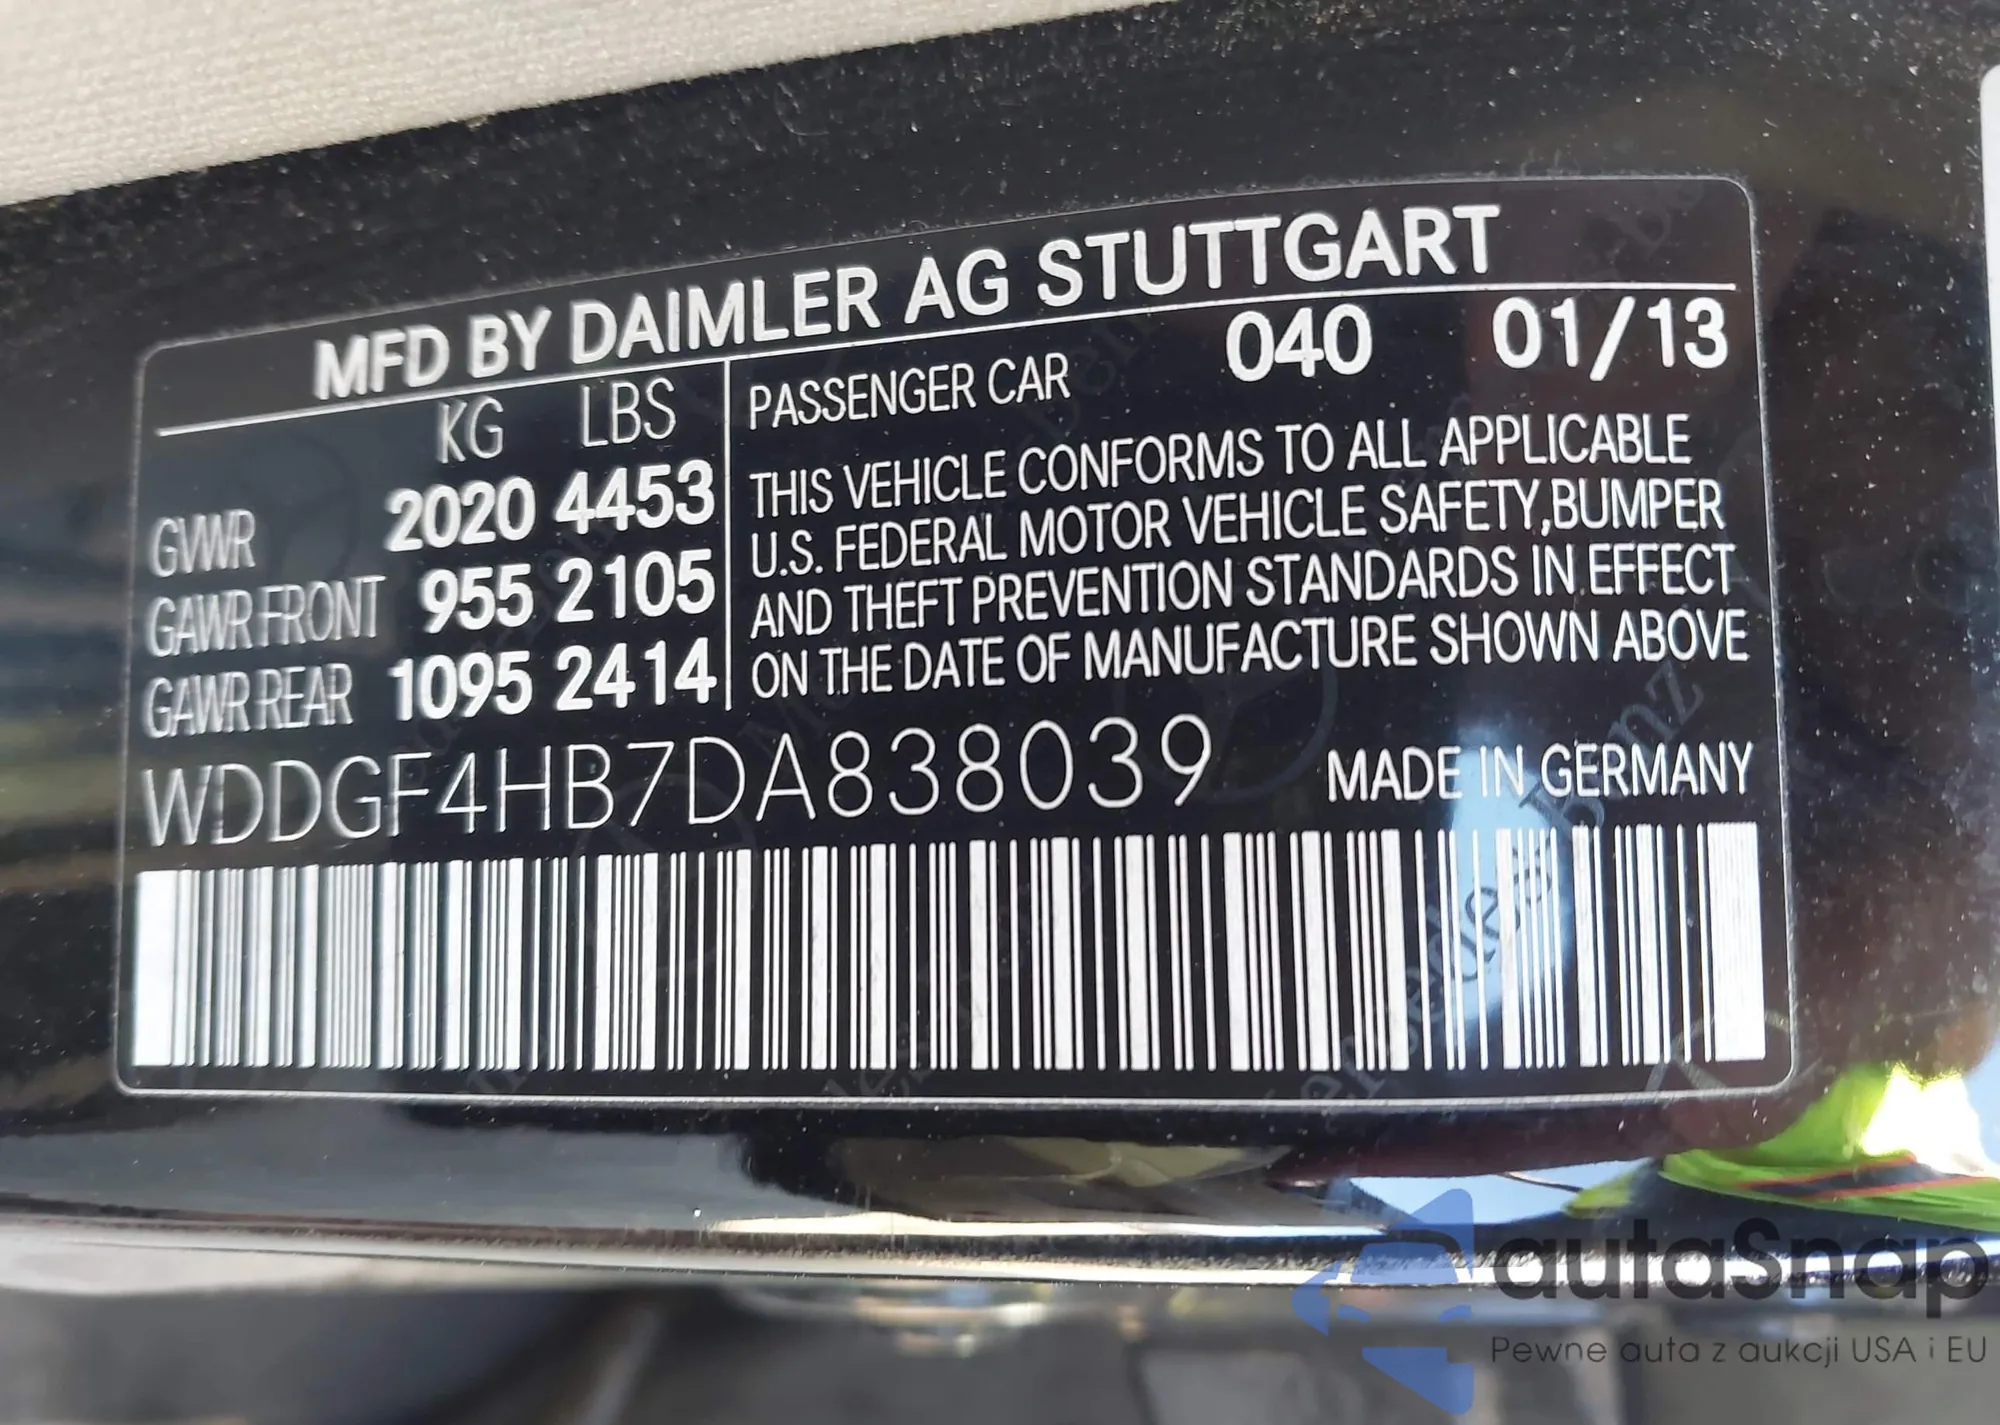 MFD BY DAIMLER AG STUTTGART
KG LBS
GVWR 2020 4453
GAWR FRONT 955 2105
GAWR REAR 1095 2414
PASSENGER CAR 040 01/13
THIS VEHICLE CONFORMS TO ALL APPLICABLE
U.S. FEDERAL MOTOR VEHICLE SAFETY,BUMPER
AND THEFT PREVENTION STANDARDS IN EFFECT
ON THE DATE OF MANUFACTURE SHOWN ABOVE
WDDGF4HB7DA838039 MADE IN GERMANY
Mercedes Benz
autaSnap
Pewne auta z aukcji USA i EU